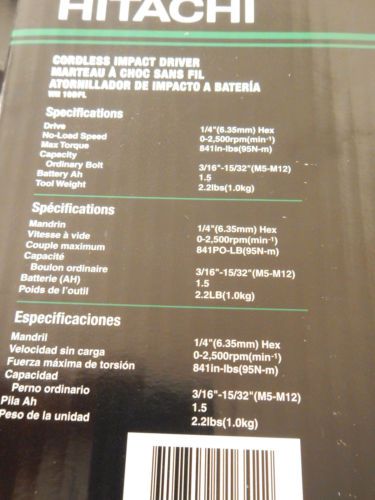 HITACHI
CORDLESS IMPACT DRIVER
MARTEAU À CHOC SANS FIL
ATORNILLADOR DE IMPACTO A BATERÍA
WH 10DFL
Specifications
Drive 1/4"(6.35mm) Hex
No-Load Speed 0-2,500rpm(min⁻¹)
Max Torque 841in-lbs(95N-m)
Capacity
Ordinary Bolt 3/16"-15/32"(M5-M12)
Battery Ah 1.5
Tool Weight 2.2lbs(1.0kg)
Spécifications
Mandrin 1/4"(6.35mm) Hex
Vitesse à vide 0-2,500rpm(min⁻¹)
Couple maximum 841PO-LB(95N-m)
Capacité
Boulon ordinaire 3/16"-15/32"(M5-M12)
Batterie (AH) 1.5
Poids de l'outil 2.2LB(1.0kg)
Especificaciones
Mandril 1/4"(6.35mm) Hex
Velocidad sin carga 0-2,500rpm(min⁻¹)
Fuerza máxima de torsión 841in-lbs(95N-m)
Capacidad
Perno ordinario 3/16"-15/32"(M5-M12)
Pila Ah 1.5
Peso de la unidad 2.2lbs(1.0kg)